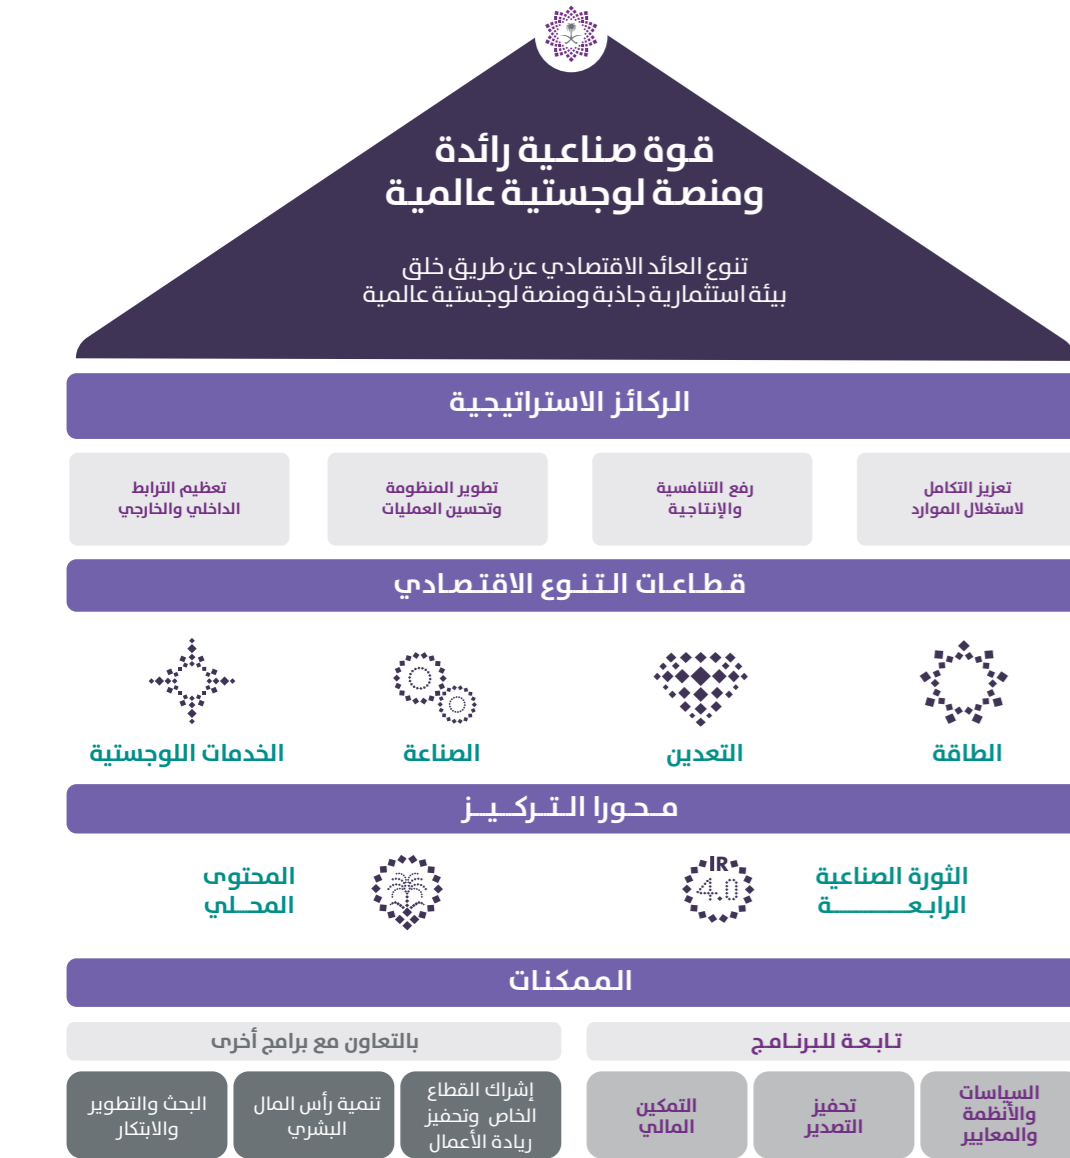 قوة صناعية رائدة
ومنصة لوجستية عالمية
تنوع العائد الاقتصادي عن طريق خلق
بيئة استثمارية جاذبة ومنصة لوجستية عالمية
الركائز الاستراتيجية
تعزيز التكامل
لاستغلال الموارد
رفع التنافسية
والإنتاجية
تطوير المنظومة
وتحسين العمليات
تعظيم الترابط
الداخلي والخارجي
قطاعات التنوع الاقتصادي
الطاقة
التعدين
الصناعة
الخدمات اللوجستية
محورا التركيز
الثورة الصناعية
الرابعة
IR
4.0
المحتوى
المحلي
الممكنات
تابعة للبرنامج
السياسات
والأنظمة
والمعايير
تحفيز
التصدير
التمكين
المالي
بالتعاون مع برامج أخرى
إشراك القطاع
الخاص وتحفيز
ريادة الأعمال
تنمية رأس المال
البشري
البحث والتطوير
والابتكار